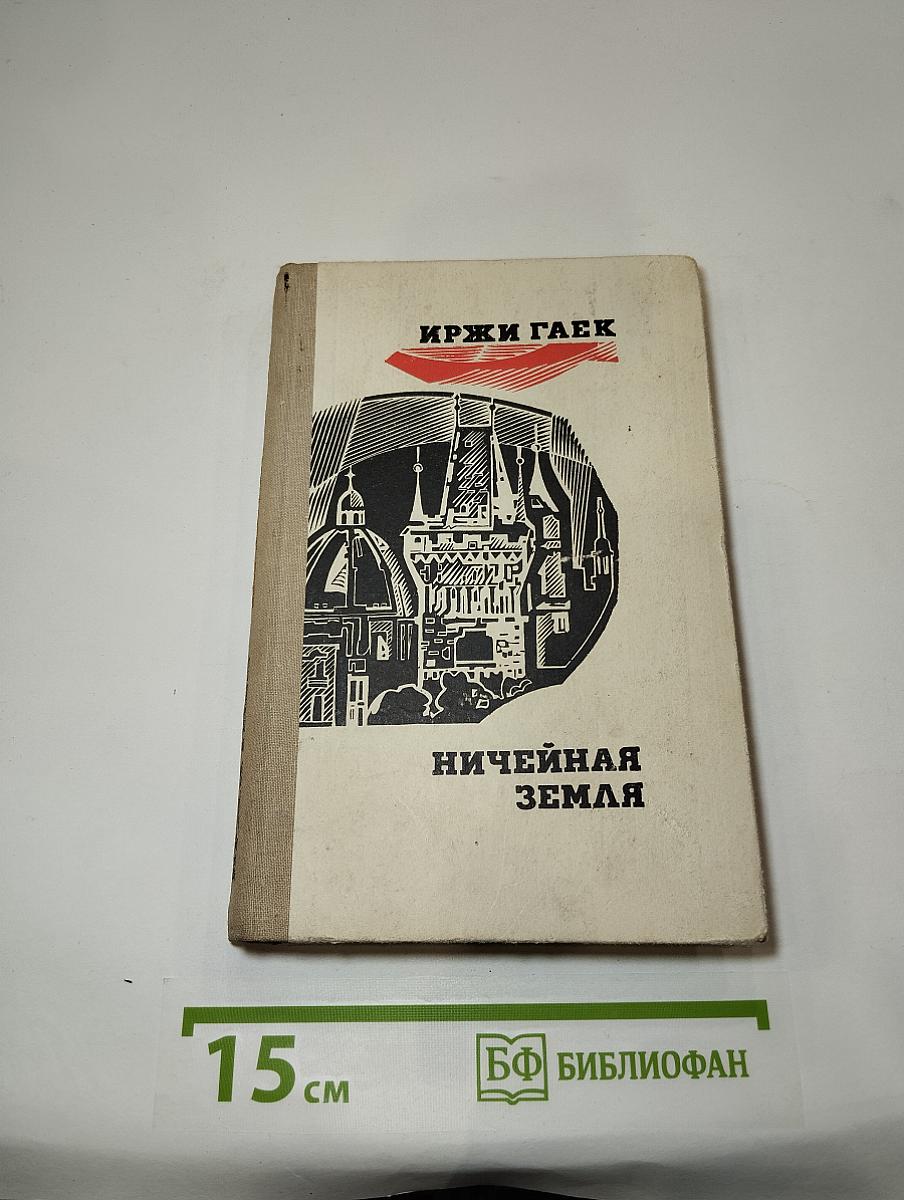 ИРЖИ ГАЕК
НИЧЕЙНАЯ
ЗЕМЛЯ
15 см
БФ БИБЛИОФАН